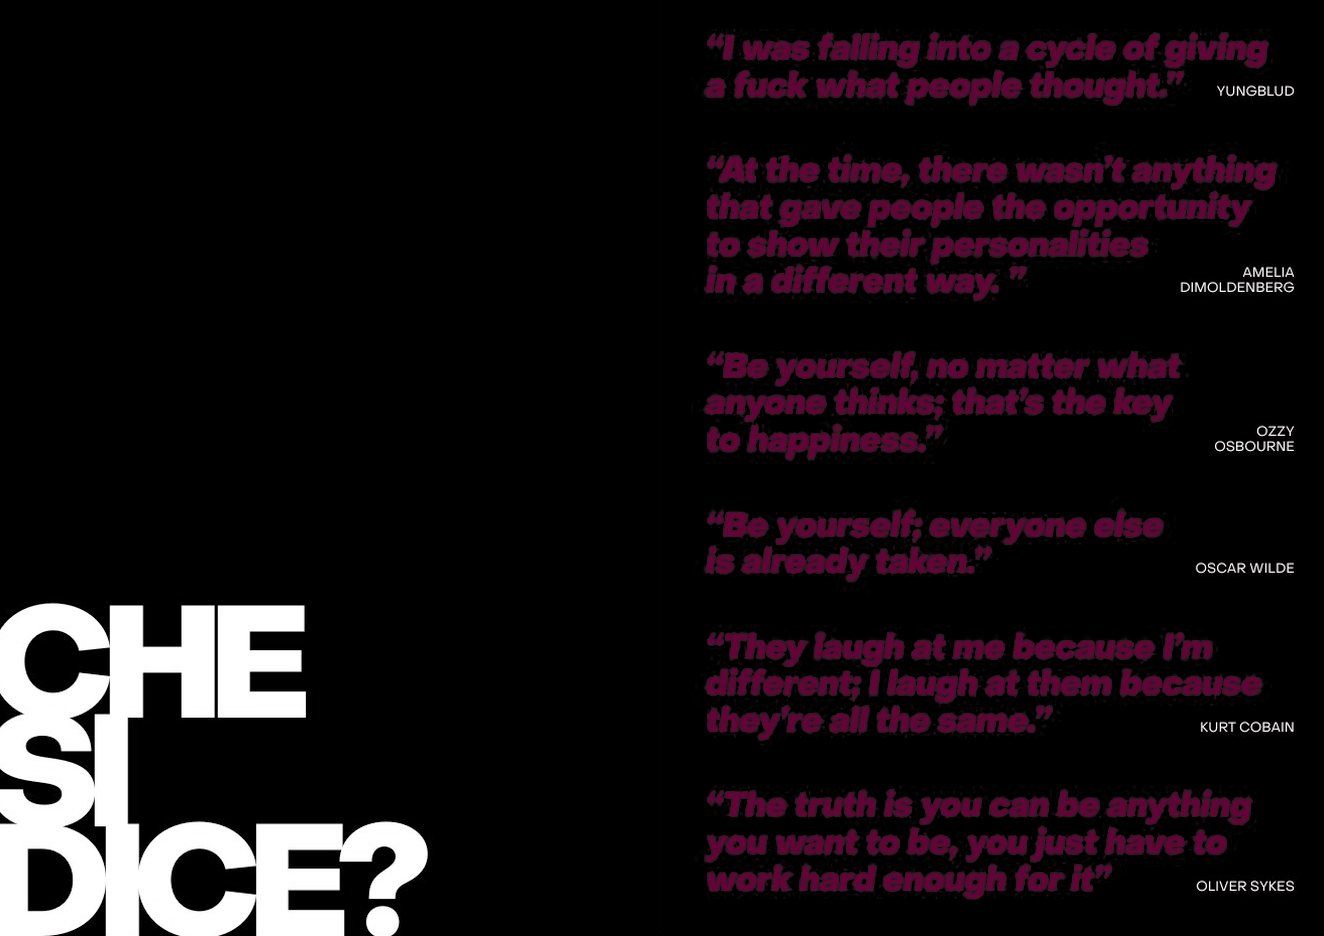 “I was falling into a cycle of giving
a fuck what people thought.”
YUNGBLUD
“At the time, there wasn’t anything
that gave people the opportunity
to show their personalities
in a different way. ”
AMELIA
DIMOLDENBERG
“Be yourself, no matter what
anyone thinks; that’s the key
to happiness.”
OZZY
OSBOURNE
“Be yourself; everyone else
is already taken.”
OSCAR WILDE
“They laugh at me because I’m
different; I laugh at them because
they’re all the same.”
KURT COBAIN
“The truth is you can be anything
you want to be, you just have to
work hard enough for it”
OLIVER SYKES
CHE
SI
DICE?